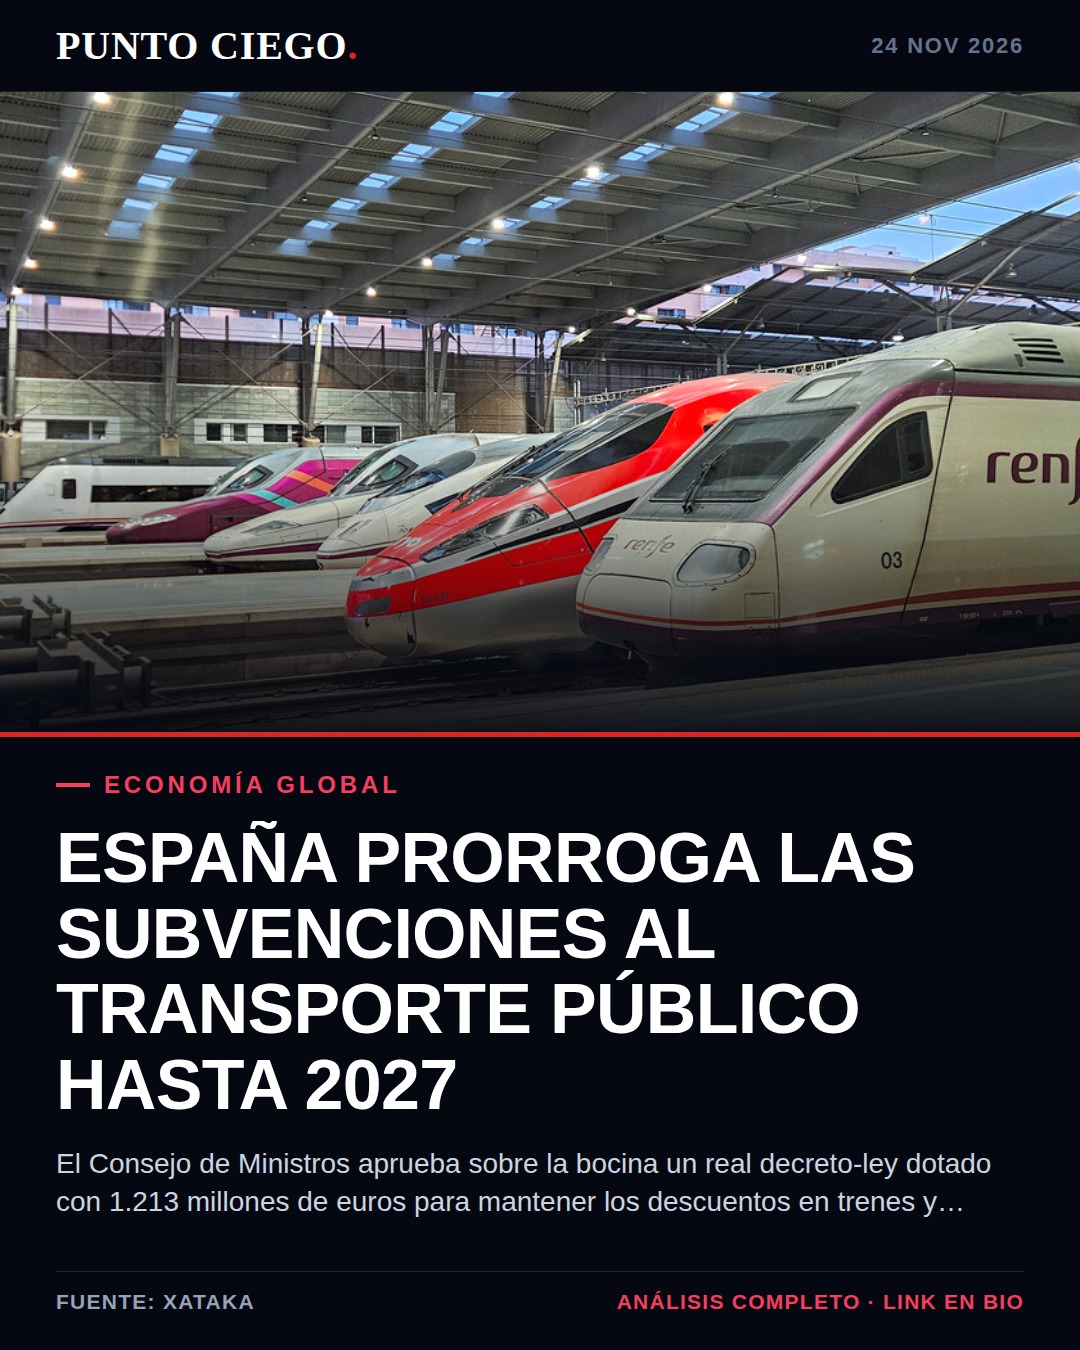 PUNTO CIEGO.
24 NOV 2026
renf
renfe
03
ECONOMÍA GLOBAL
ESPAÑA PRORROGA LAS
SUBVENCIONES AL
TRANSPORTE PÚBLICO
HASTA 2027
El Consejo de Ministros aprueba sobre la bocina un real decreto-ley dotado
con 1.213 millones de euros para mantener los descuentos en trenes y…
FUENTE: XATAKA
ANÁLISIS COMPLETO · LINK EN BIO